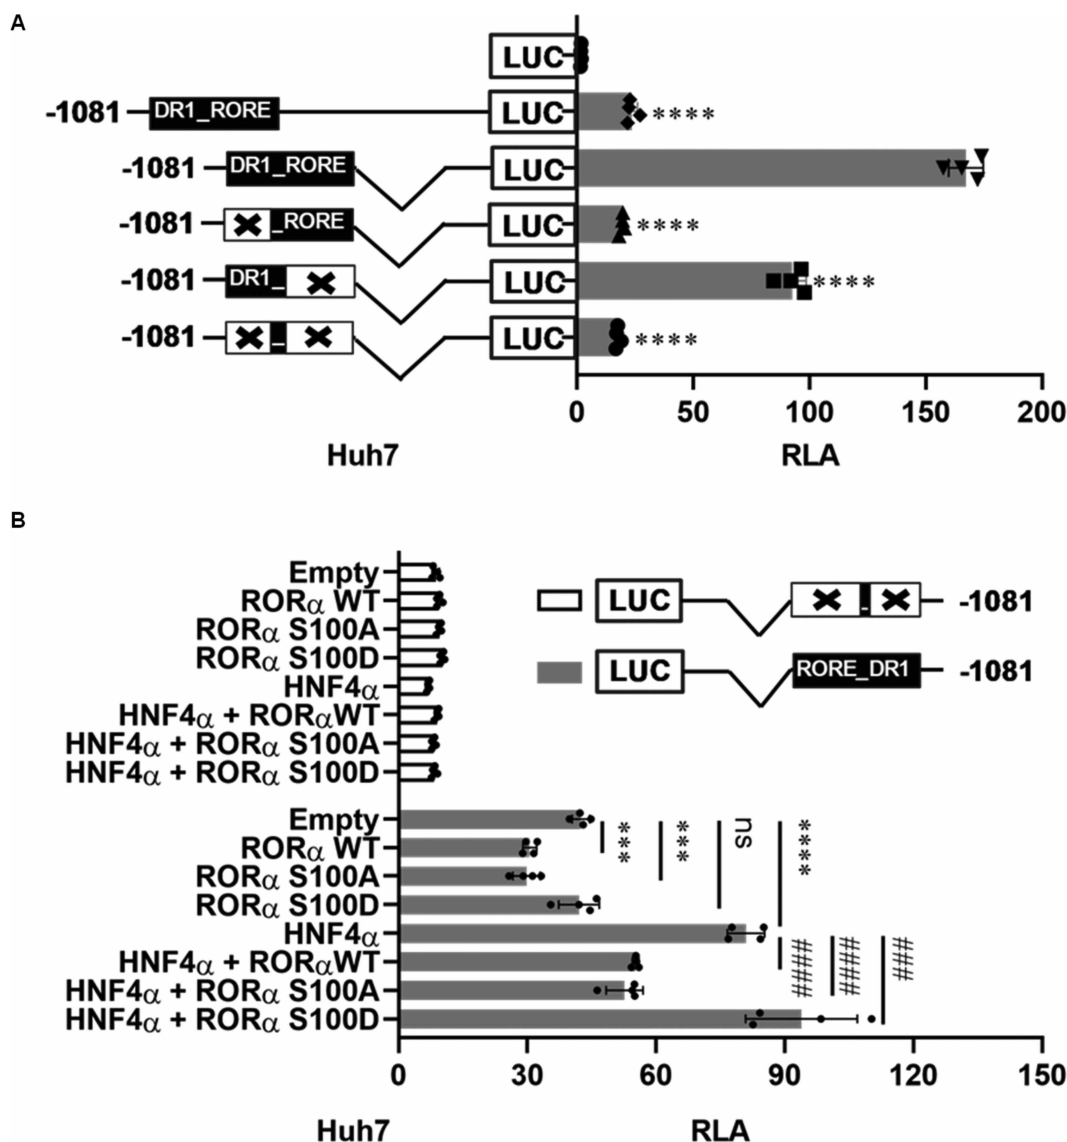 A
LUC
-1081 DR1_RORE LUC ****
-1081 DR1_RORE LUC
-1081 _RORE LUC ****
-1081 DR1_ LUC ****
-1081 _ LUC ****
0 50 100 150 200
Huh7 RLA
B
Empty
RORα WT LUC -1081
RORα S100A
RORα S100D LUC RORE_DR1 -1081
HNF4α
HNF4α + RORαWT
HNF4α + RORα S100A
HNF4α + RORα S100D
Empty
RORα WT *** *** ns ****
RORα S100A
RORα S100D
HNF4α
HNF4α + RORαWT #### #### ###
HNF4α + RORα S100A
HNF4α + RORα S100D
0 30 60 90 120 150
Huh7 RLA